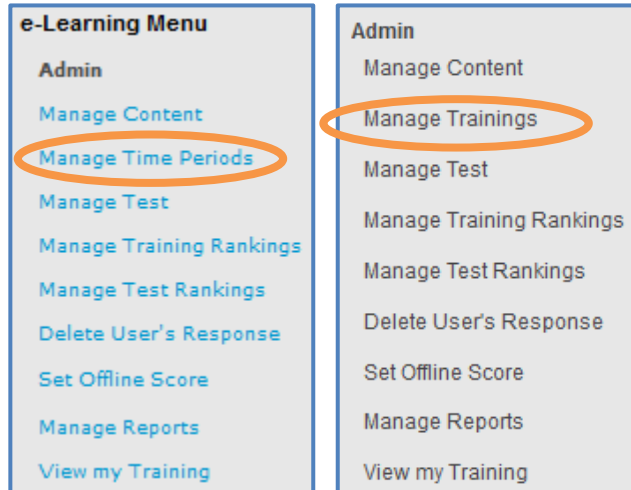 e-Learning Menu
Admin
Manage Content
Manage Time Periods
Manage Test
Manage Training Rankings
Manage Test Rankings
Delete User's Response
Set Offline Score
Manage Reports
View my Training
Admin
Manage Content
Manage Trainings
Manage Test
Manage Training Rankings
Manage Test Rankings
Delete User's Response
Set Offline Score
Manage Reports
View my Training